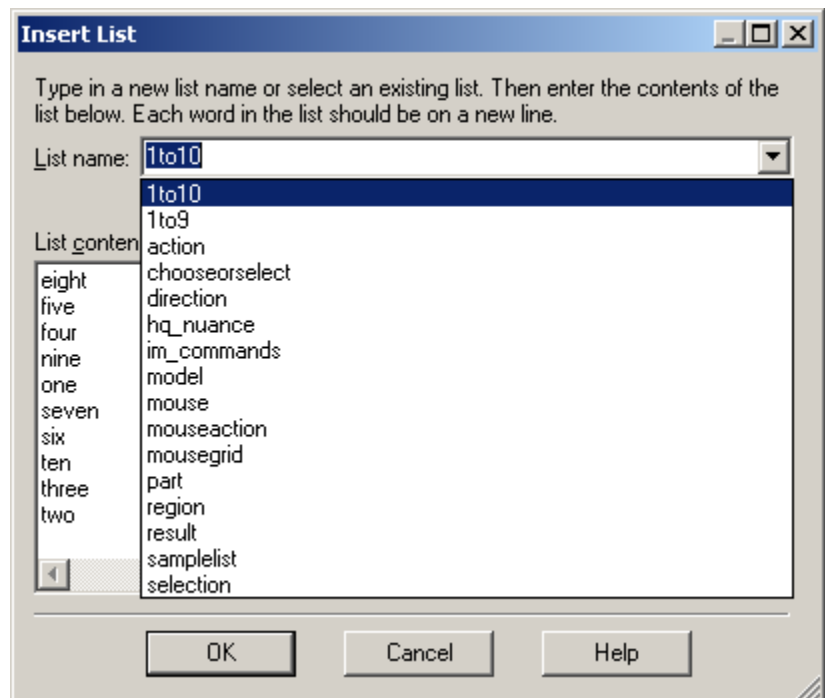 Insert List
Type in a new list name or select an existing list. Then enter the contents of the
list below. Each word in the list should be on a new line.
List name: 1to10
1to10
1to9
action
chooseorselect
direction
hq_nuance
im_commands
model
mouse
mouseaction
mousegrid
part
region
result
samplelist
selection
List conten
eight
five
four
nine
one
seven
six
ten
three
two
OK Cancel Help